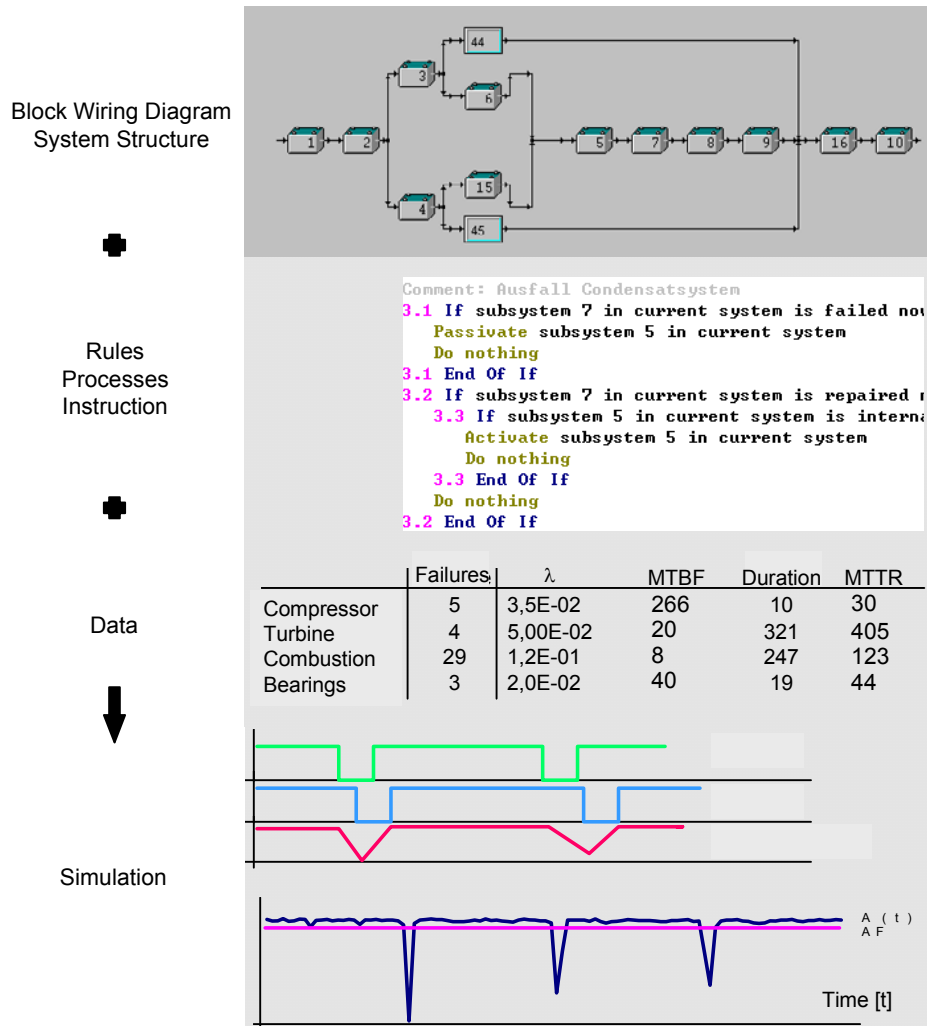 Block Wiring Diagram
System Structure
44
3
6
1
2
5
7
8
9
16
10
15
4
45
Rules
Processes
Instruction
Comment: Ausfall Condensatsystem
3.1 If subsystem 7 in current system is failed
Passivate subsystem 5 in current system
Do nothing
3.1 End Of If
3.2 If subsystem 7 in current system is repaired
3.3 If subsystem 5 in current system is
Activate subsystem 5 in current system
Do nothing
3.3 End Of If
Do nothing
3.2 End Of If
Data
Failures λ MTBF Duration MTTR
Compressor 5 3,5E-02 266 10 30
Turbine 4 5,00E-02 20 321 405
Combustion 29 1,2E-01 8 247 123
Bearings 3 2,0E-02 40 19 44
Simulation
A (t)
AF
Time [t]